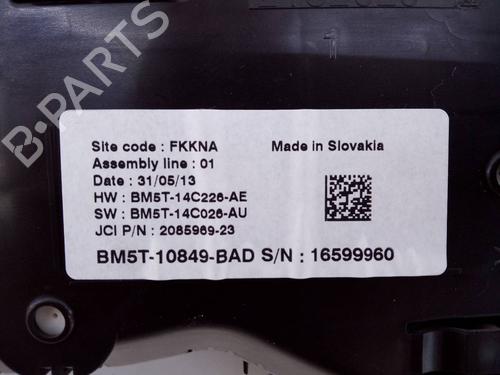 B-PARTS
1
Site code : FKKNA
Made in Slovakia
Assembly line : 01
Date : 31/05/13
HW : BM5T-14C226-AE
SW : BM5T-14C026-AU
JCI P/N : 2085969-23
BM5T-10849-BAD S/N : 16599960